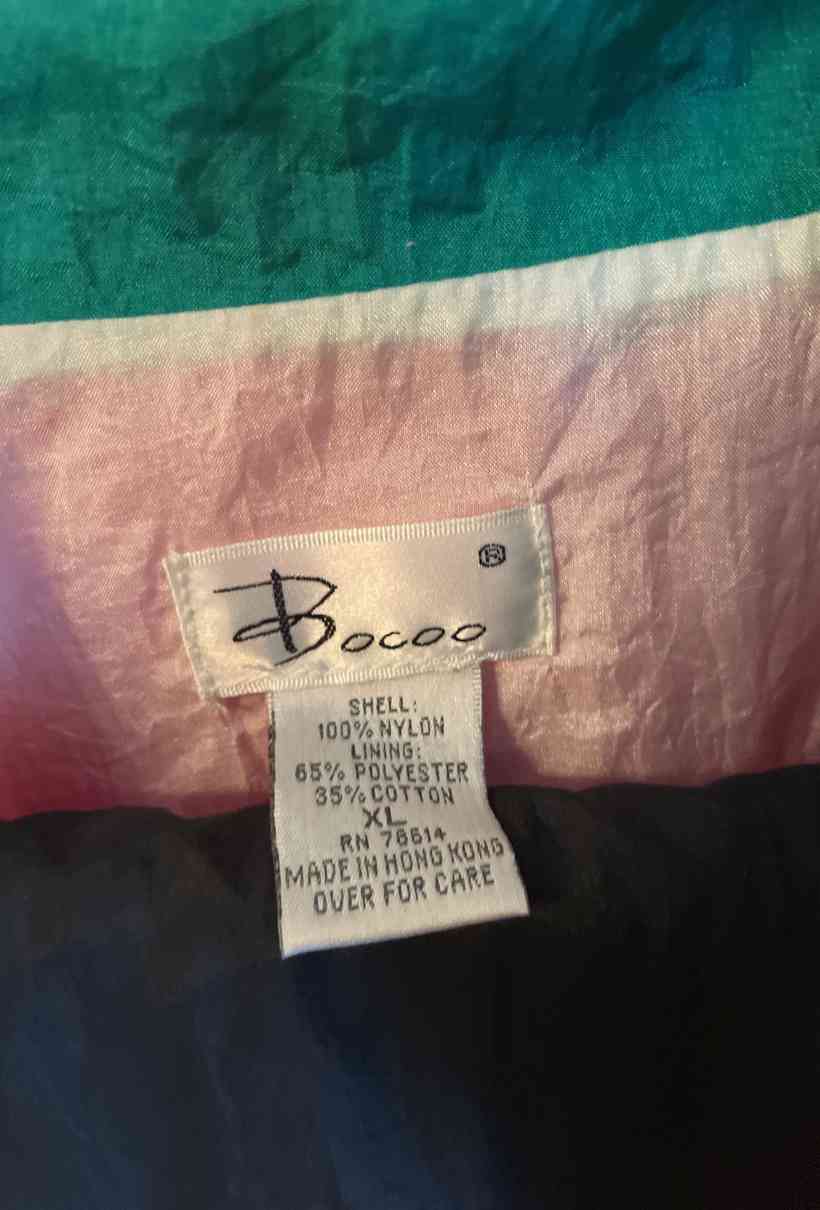 Bocoo ®
SHELL:
100% NYLON
LINING:
65% POLYESTER
35% COTTON
XL
RN 76614
MADE IN HONG KONG
OVER FOR CARE